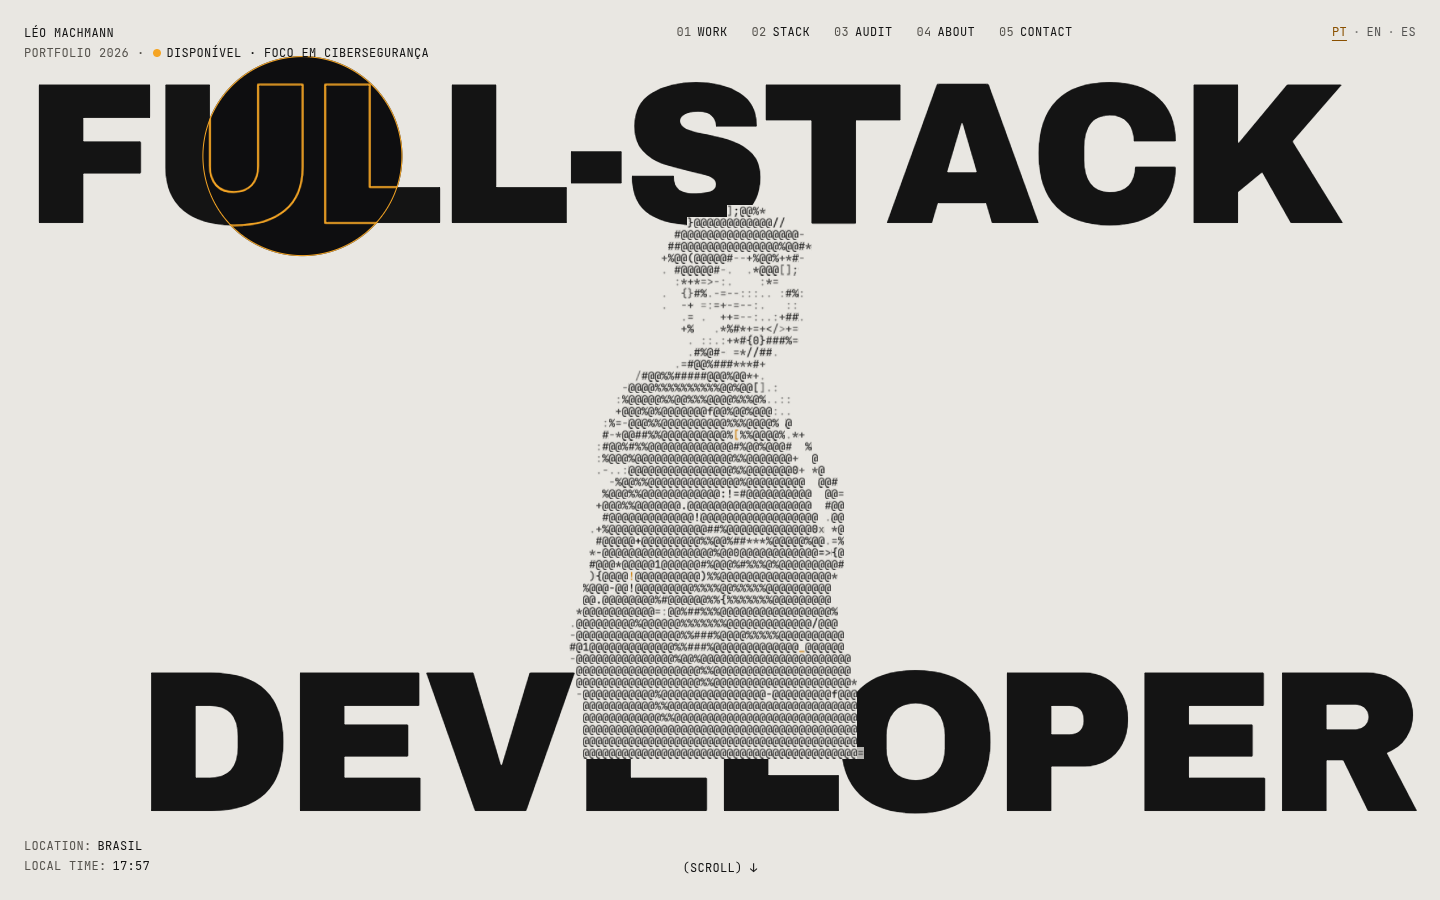 LÉO MACHMANN
PORTFOLIO 2026 · DISPONÍVEL · FOCO EM CIBERSEGURANÇA
01 WORK 02 STACK 03 AUDIT 04 ABOUT 05 CONTACT
PT · EN · ES
FULL-STACK
DEVELOPER
LOCATION: BRASIL
LOCAL TIME: 17:57
(SCROLL) ↓